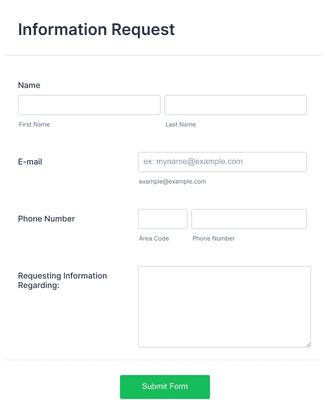 Information Request
Name
First Name Last Name
E-mail
ex: myname@example.com
example@example.com
Phone Number
Area Code Phone Number
Requesting Information
Regarding:
Submit Form